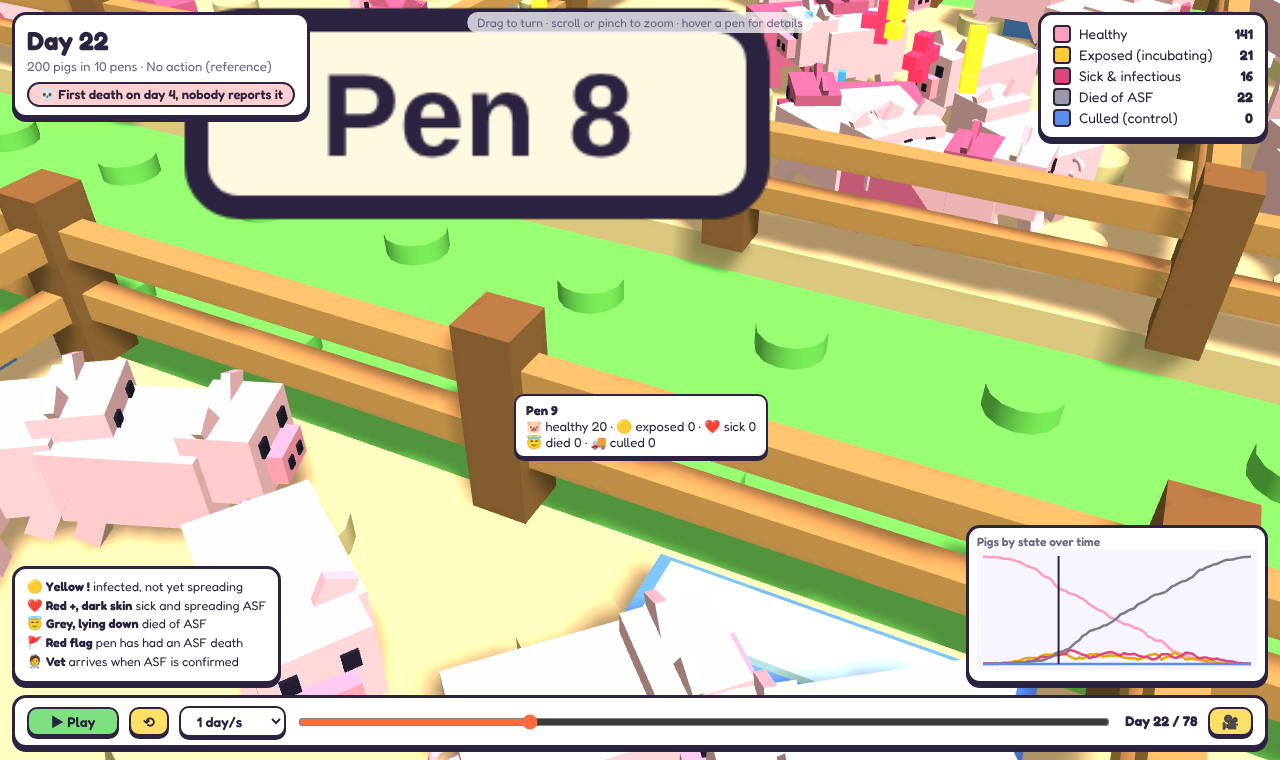 Drag to turn · scroll or pinch to zoom · hover a pen for details
Day 22
200 pigs in 10 pens · No action (reference)
💀 First death on day 4, nobody reports it
Pen 8
Healthy 141
Exposed (incubating) 21
Sick & infectious 16
Died of ASF 22
Culled (control) 0
Pen 9
🐷 healthy 20 · 🟡 exposed 0 · ❤️ sick 0
😇 died 0 · 🚚 culled 0
🟡 Yellow ! infected, not yet spreading
❤️ Red +, dark skin sick and spreading ASF
😇 Grey, lying down died of ASF
🚩 Red flag pen has had an ASF death
🧑‍⚕️ Vet arrives when ASF is confirmed
Pigs by state over time
▶ Play
⟲
1 day/s
Day 22 / 78
🎥